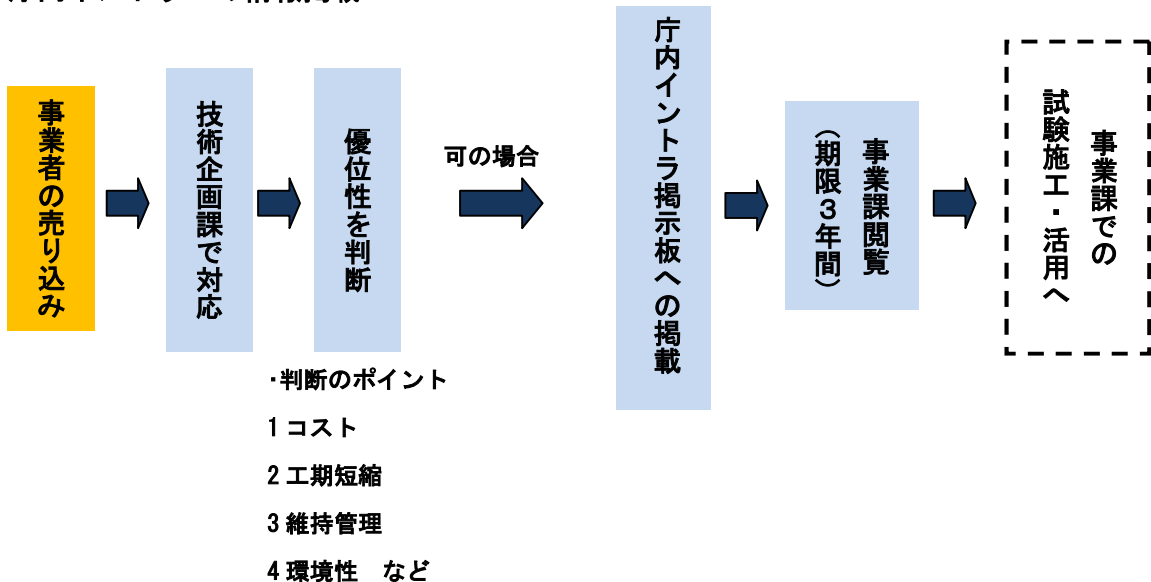 事業者の売り込み
技術企画課で対応
優位性を判断
可の場合
庁内イントラ掲示板への掲載
事業課閲覧
（期限３年間）
事業課での
試験施工・活用へ
・判断のポイント
1 コスト
2 工期短縮
3 維持管理
4 環境性　など